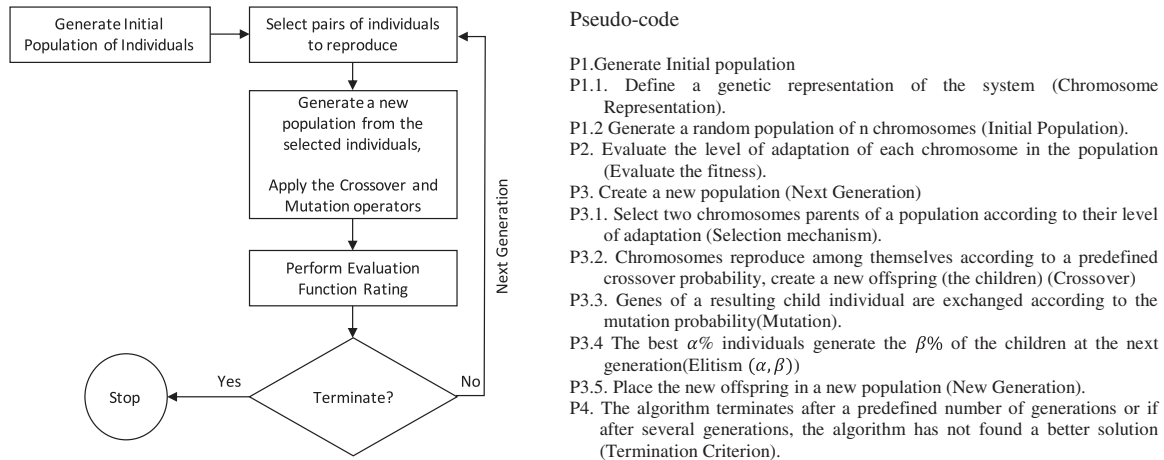 Generate Initial
Population of Individuals
Select pairs of individuals
to reproduce
Generate a new
population from the
selected individuals,
Apply the Crossover and
Mutation operators
Perform Evaluation
Function Rating
Terminate?
Yes
No
Stop
Next Generation
Pseudo-code
P1.Generate Initial population
P1.1. Define a genetic representation of the system (Chromosome
Representation).
P1.2 Generate a random population of n chromosomes (Initial Population).
P2. Evaluate the level of adaptation of each chromosome in the population
(Evaluate the fitness).
P3. Create a new population (Next Generation)
P3.1. Select two chromosomes parents of a population according to their level
of adaptation (Selection mechanism).
P3.2. Chromosomes reproduce among themselves according to a predefined
crossover probability, create a new offspring (the children) (Crossover)
P3.3. Genes of a resulting child individual are exchanged according to the
mutation probability(Mutation).
P3.4 The best 𝛼% individuals generate the 𝛽% of the children at the next
generation(Elitism (𝛼, 𝛽))
P3.5. Place the new offspring in a new population (New Generation).
P4. The algorithm terminates after a predefined number of generations or if
after several generations, the algorithm has not found a better solution
(Termination Criterion).